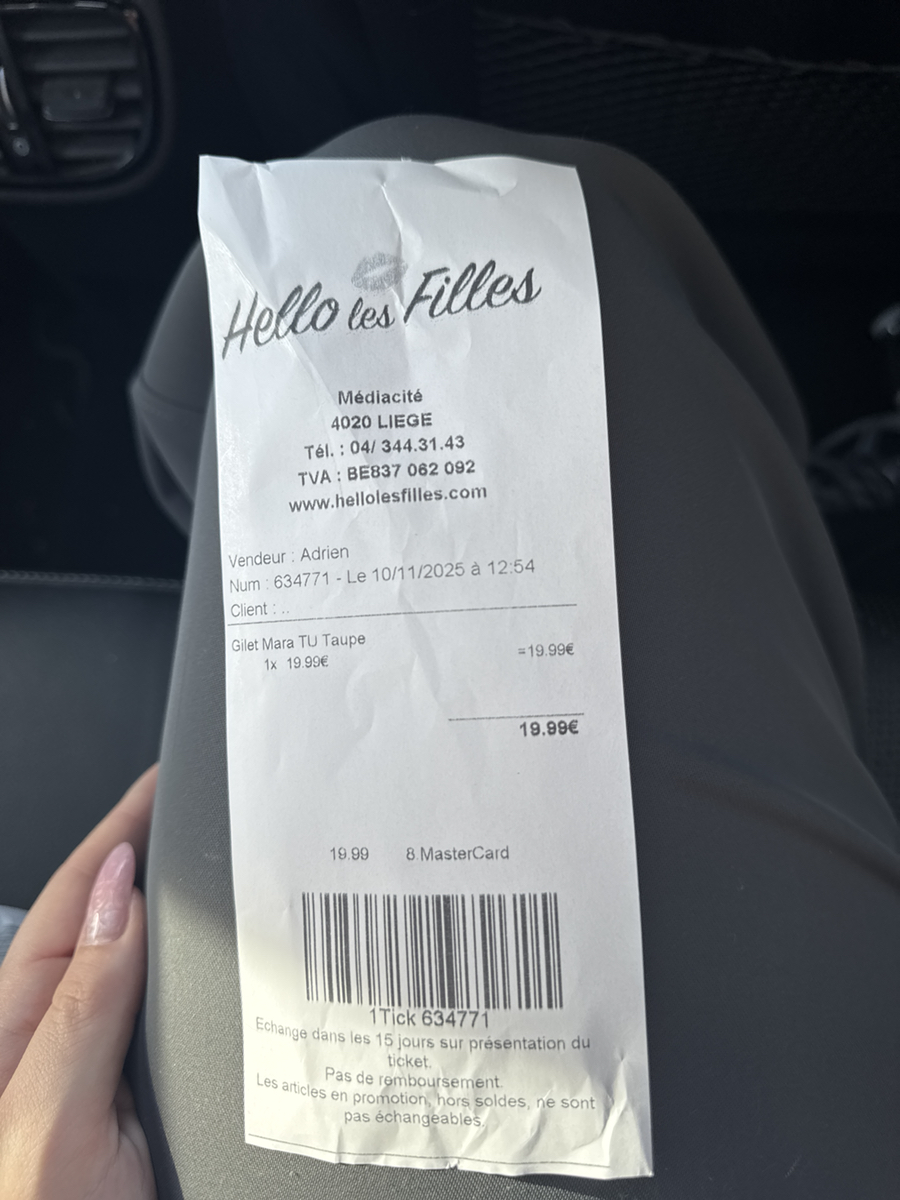 Hello les Filles
Médiacité
4020 LIEGE
Tél. : 04/ 344.31.43
TVA : BE837 062 092
www.hellolesfilles.com
Vendeur : Adrien
Num : 634771 - Le 10/11/2025 à 12:54
Client : ..
Gilet Mara TU Taupe
1x 19.99€ =19.99€
19.99€
19.99 8.MasterCard
1Tick 634771
Echange dans les 15 jours sur présentation du
ticket.
Pas de remboursement.
Les articles en promotion, hors soldes, ne sont
pas échangeables.